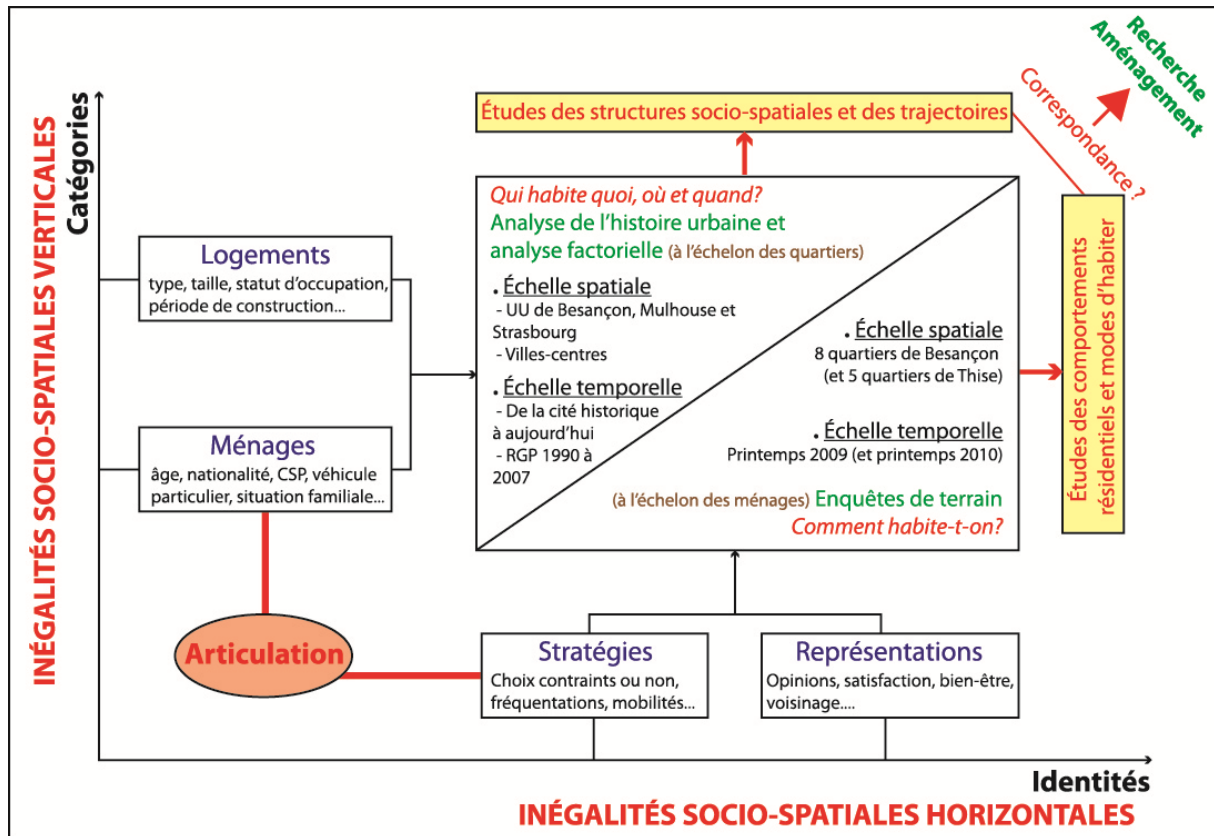 Recherche
Aménagement
Correspondance ?
Études des structures socio-spatiales et des trajectoires
INÉGALITÉS SOCIO-SPATIALES VERTICALES
Catégories
Logements
type, taille, statut d'occupation,
période de construction...
Ménages
âge, nationalité, CSP, véhicule
particulier, situation familiale...
Qui habite quoi, où et quand?
Analyse de l'histoire urbaine et
analyse factorielle (à l'échelon des quartiers)
. Échelle spatiale
- UU de Besançon, Mulhouse et
Strasbourg
- Villes-centres
. Échelle temporelle
- De la cité historique
à aujourd'hui
- RGP 1990 à
2007
. Échelle spatiale
8 quartiers de Besançon
(et 5 quartiers de Thise)
. Échelle temporelle
Printemps 2009 (et printemps 2010)
(à l'échelon des ménages) Enquêtes de terrain
Comment habite-t-on?
Études des comportements
résidentiels et modes d'habiter
Articulation
Stratégies
Choix contraints ou non,
fréquentations, mobilités...
Représentations
Opinions, satisfaction, bien-être,
voisinage....
Identités
INÉGALITÉS SOCIO-SPATIALES HORIZONTALES